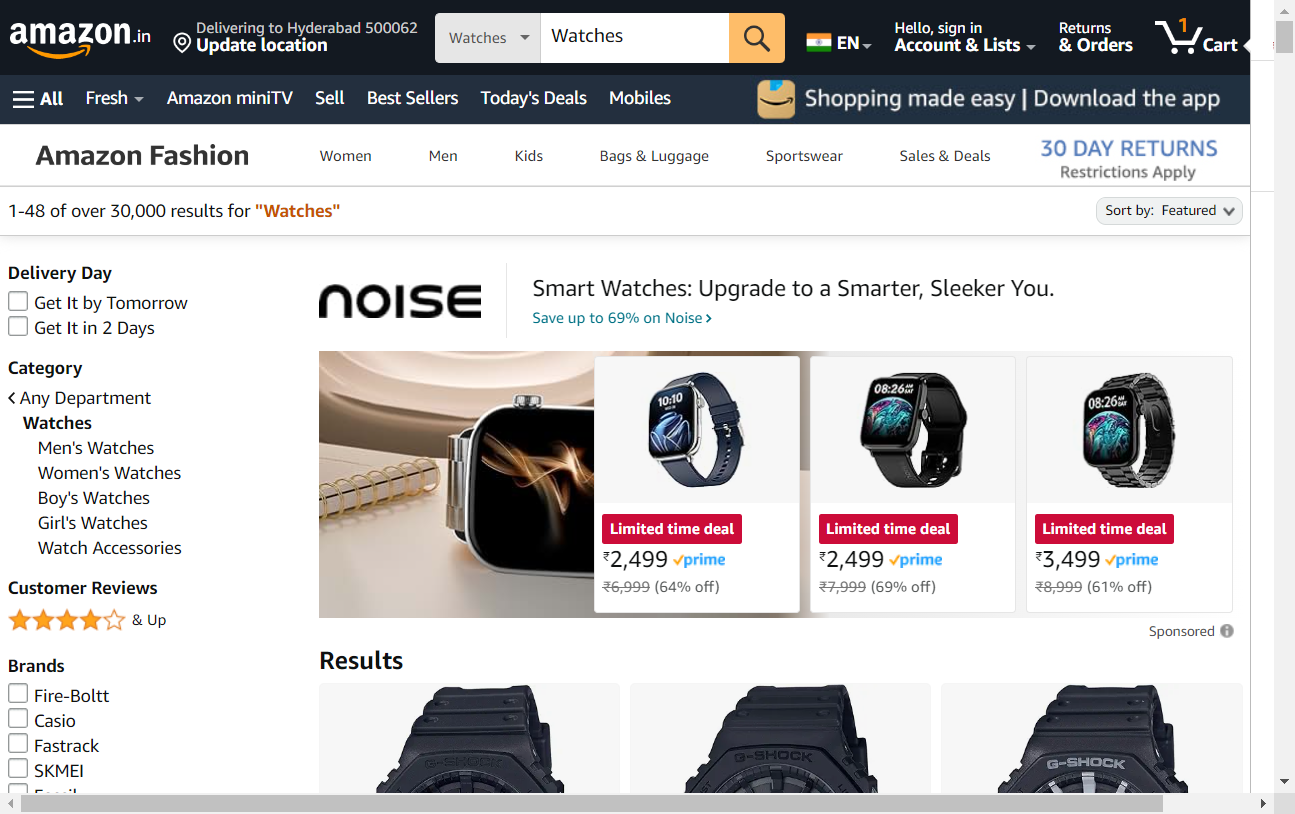 amazon.in
Delivering to Hyderabad 500062
Update location
Watches
Watches
EN
Hello, sign in
Account & Lists
Returns
& Orders
1
Cart
All
Fresh
Amazon miniTV
Sell
Best Sellers
Today's Deals
Mobiles
Shopping made easy | Download the app
Amazon Fashion
Women
Men
Kids
Bags & Luggage
Sportswear
Sales & Deals
30 DAY RETURNS
Restrictions Apply
1-48 of over 30,000 results for "Watches"
Sort by: Featured
Delivery Day
Get It by Tomorrow
Get It in 2 Days
Category
Any Department
Watches
Men's Watches
Women's Watches
Boy's Watches
Girl's Watches
Watch Accessories
Customer Reviews
& Up
Brands
Fire-Boltt
Casio
Fastrack
SKMEI
noise
Smart Watches: Upgrade to a Smarter, Sleeker You.
Save up to 69% on Noise ›
10:10
Limited time deal
₹2,499 prime
₹6,999 (64% off)
08:26 AM SAT
Limited time deal
₹2,499 prime
₹7,999 (69% off)
08:26 AM SAT
Limited time deal
₹3,499 prime
₹8,999 (61% off)
Sponsored
Results
G-SHOCK
G-SHOCK
G-SHOCK